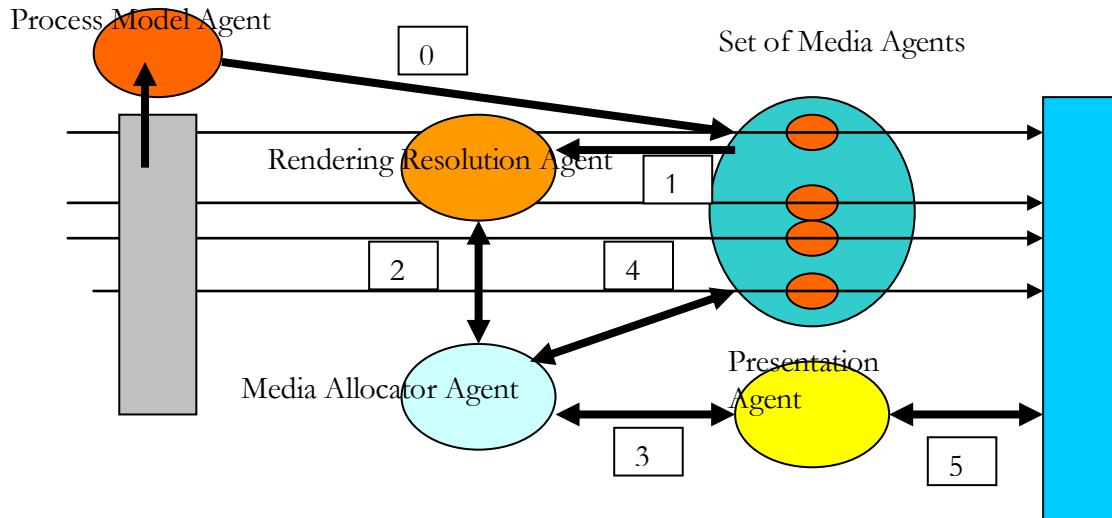 Process Model Agent
0
Set of Media Agents
Rendering Resolution Agent
1
2
4
Media Allocator Agent
Presentation
Agent
3
5